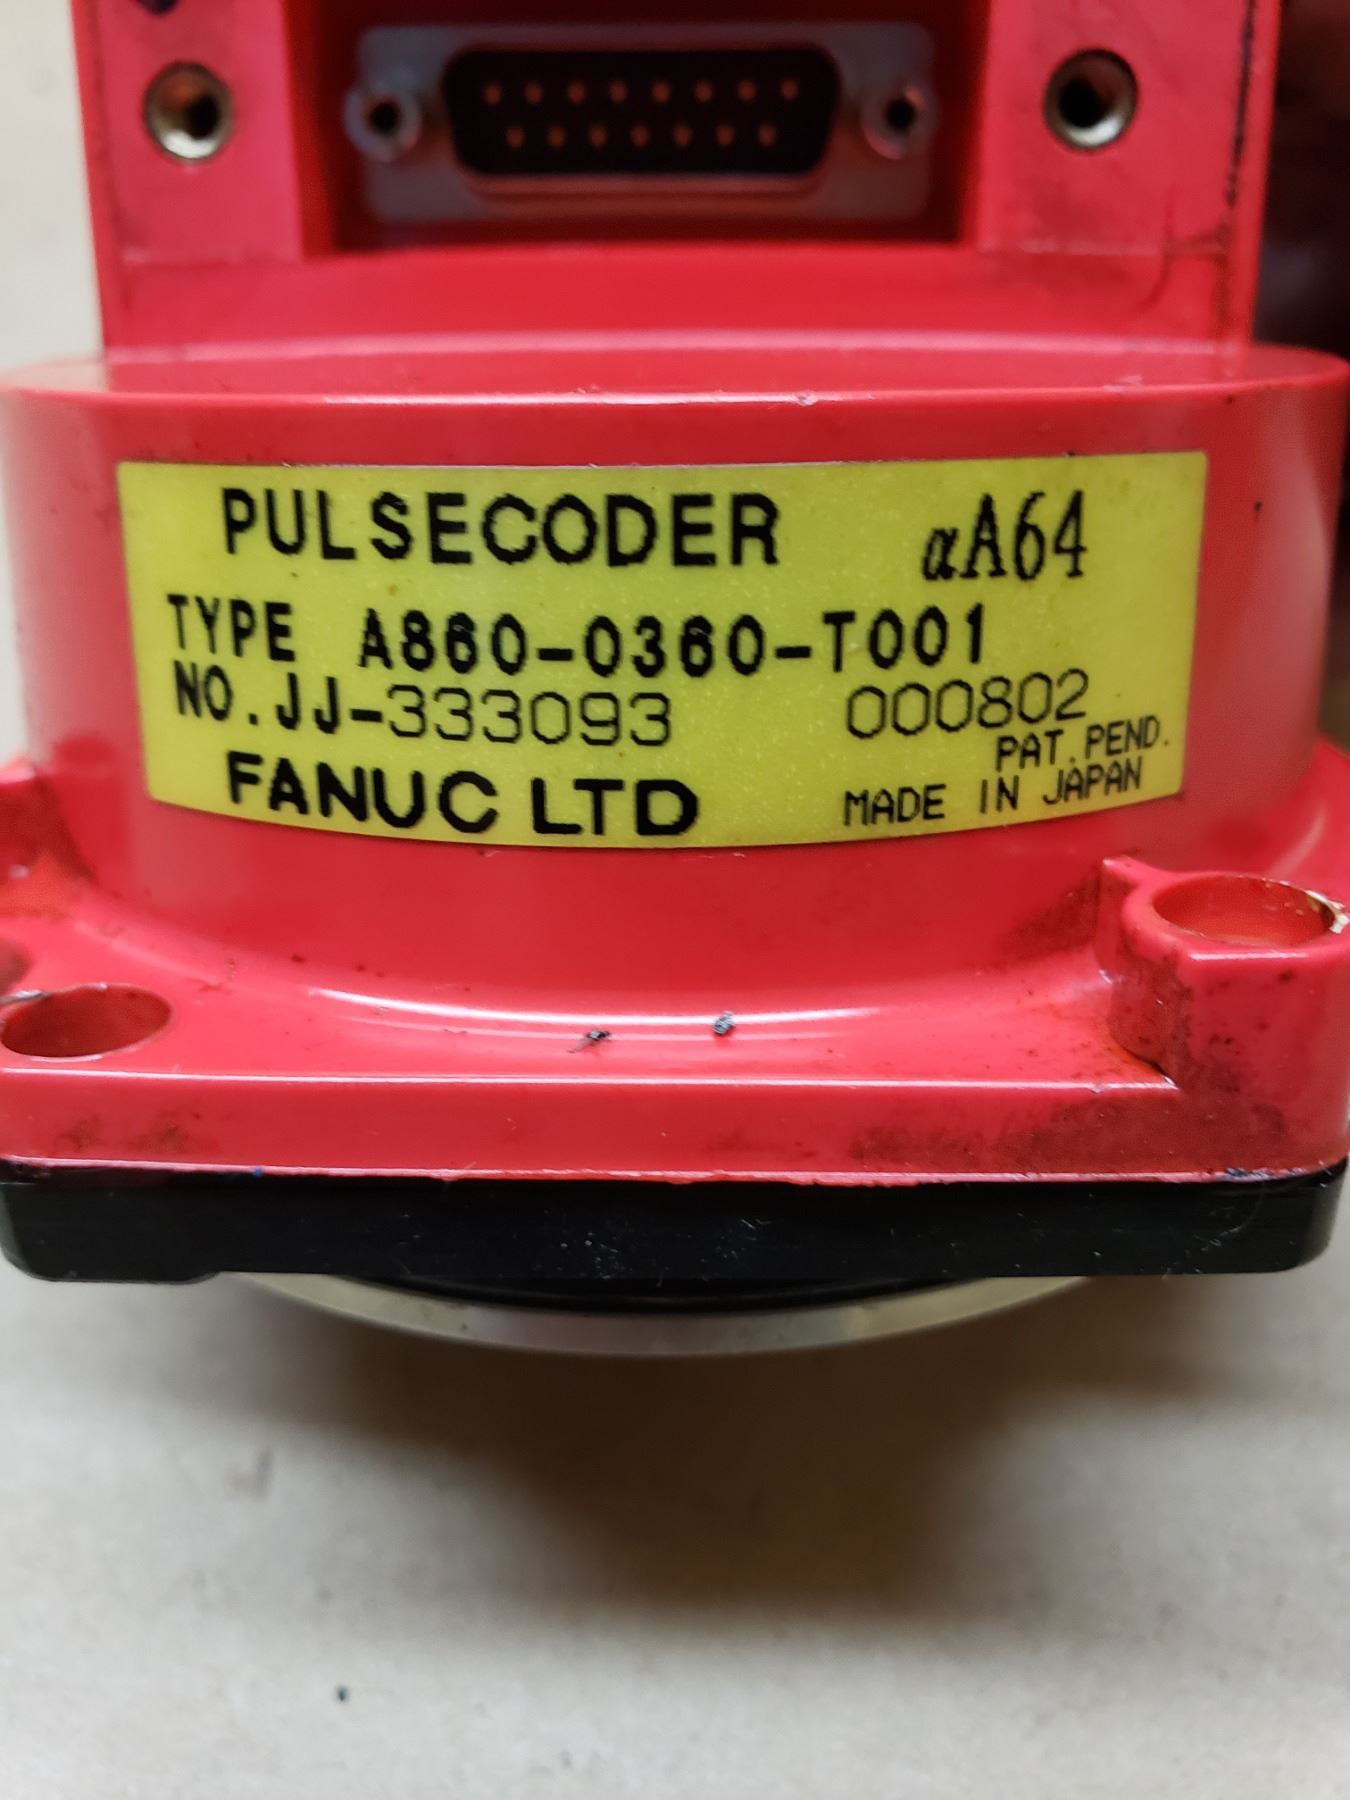 PULSECODER αA64
TYPE A860-0360-T001
NO. JJ-333093 000802
PAT. PEND.
FANUC LTD MADE IN JAPAN